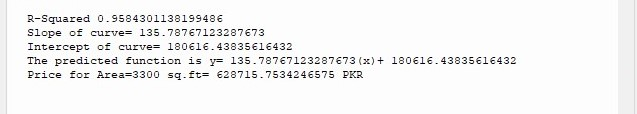 R-Squared 0.9584301138199486
Slope of curve= 135.78767123287673
Intercept of curve= 180616.43835616432
The predicted function is y= 135.78767123287673(x)+ 180616.43835616432
Price for Area=3300 sq.ft= 628715.7534246575 PKR